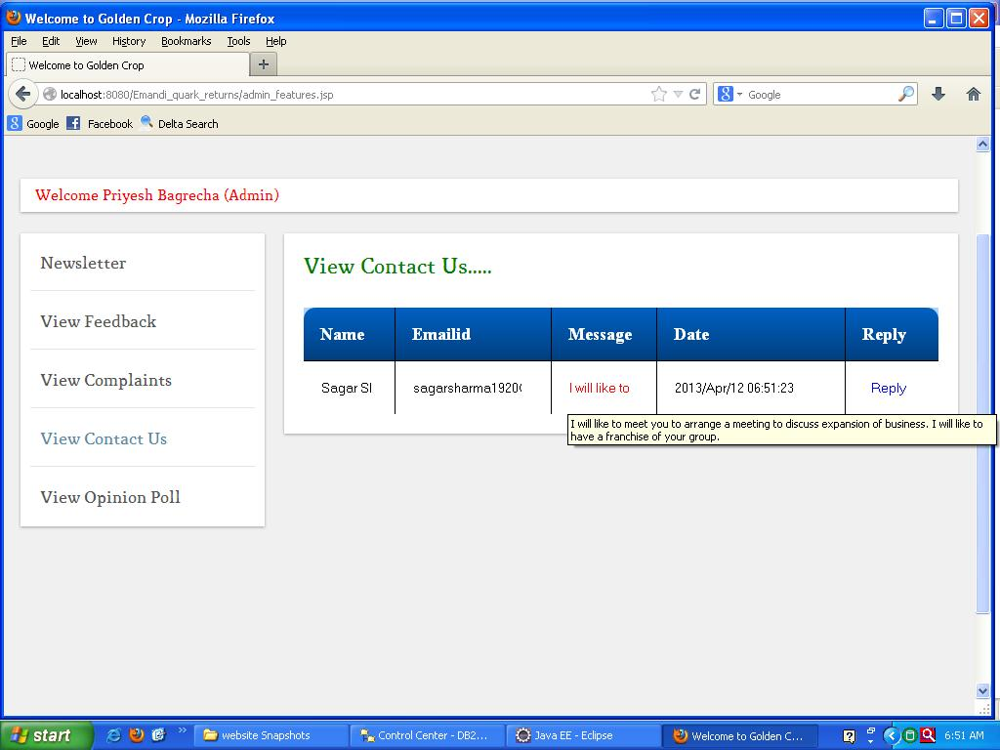 Welcome to Golden Crop - Mozilla Firefox
File Edit View History Bookmarks Tools Help
Welcome to Golden Crop
localhost:8080/Emandi_quark_returns/admin_features.jsp Google
Google Facebook Delta Search
Welcome Priyesh Bagrecha (Admin)
Newsletter
View Feedback
View Complaints
View Contact Us
View Opinion Poll
View Contact Us.....
Name Emailid Message Date Reply
Sagar SI sagarsharma1920 I will like to 2013/Apr/12 06:51:23 Reply
I will like to meet you to arrange a meeting to discuss expansion of business. I will like to
have a franchise of your group.
start website Snapshots Control Center - DB2... Java EE - Eclipse Welcome to Golden C... 6:51 AM